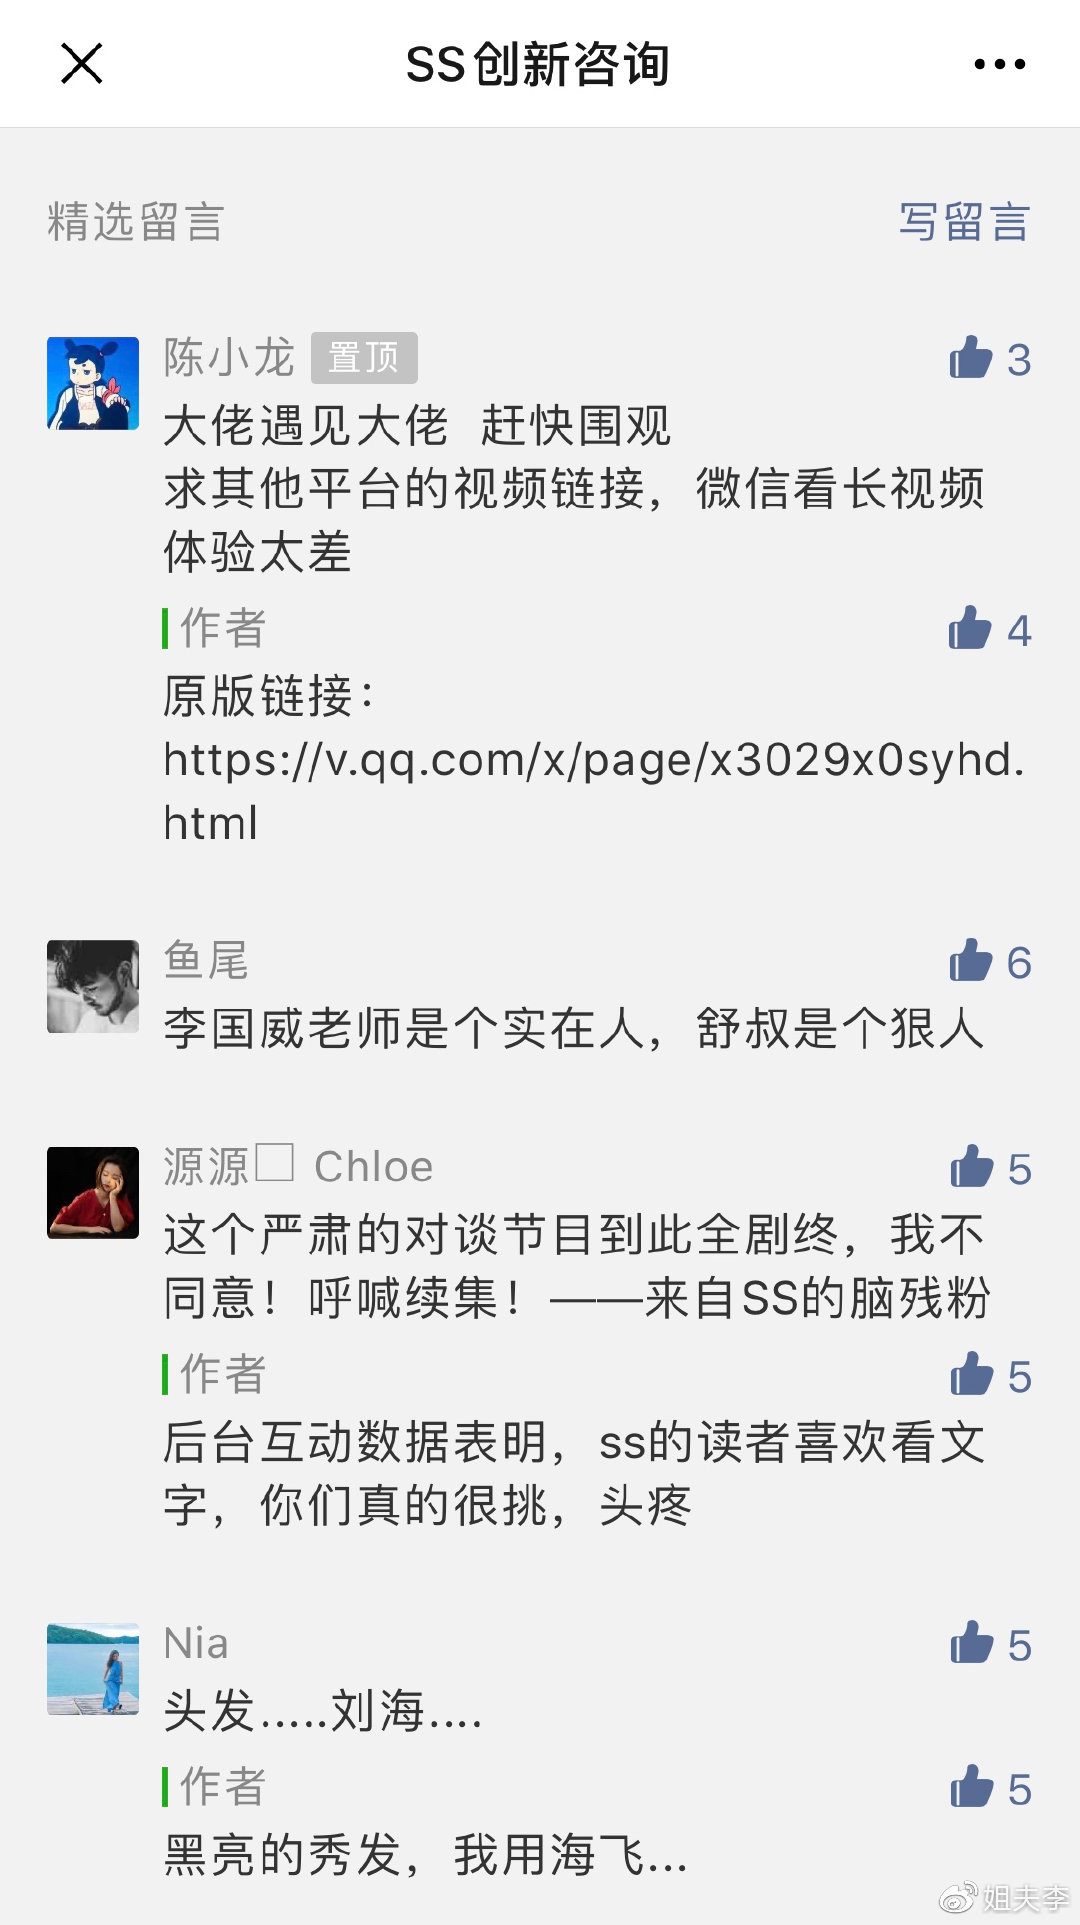 SS创新咨询
精选留言
写留言
陈小龙 置顶
3
大佬遇见大佬 赶快围观
求其他平台的视频链接，微信看长视频
体验太差
作者
4
原版链接：
https://v.qq.com/x/page/x3029x0syhd.
html
鱼尾
6
李国威老师是个实在人，舒叔是个狠人
源源□ Chloe
5
这个严肃的对谈节目到此全剧终，我不
同意！呼喊续集！——来自SS的脑残粉
作者
5
后台互动数据表明，ss的读者喜欢看文
字，你们真的很挑，头疼
Nia
5
头发.....刘海....
作者
5
黑亮的秀发，我用海飞...
姐夫李